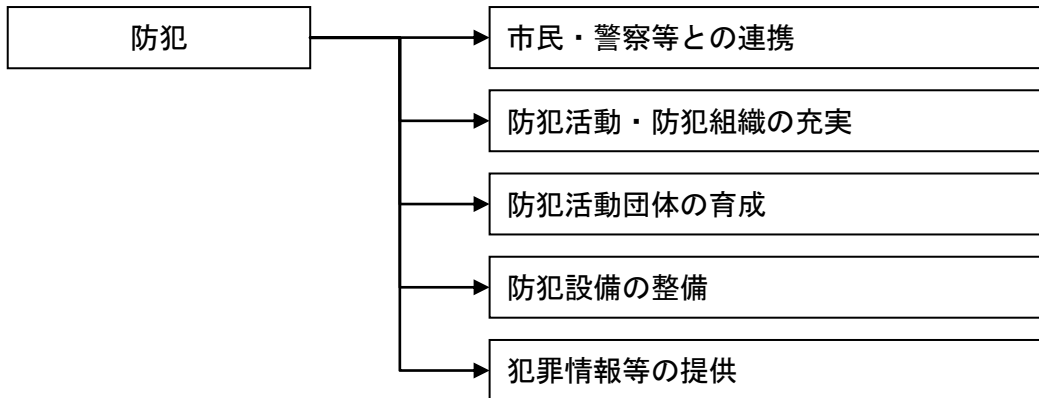 防犯
市民・警察等との連携
防犯活動・防犯組織の充実
防犯活動団体の育成
防犯設備の整備
犯罪情報等の提供